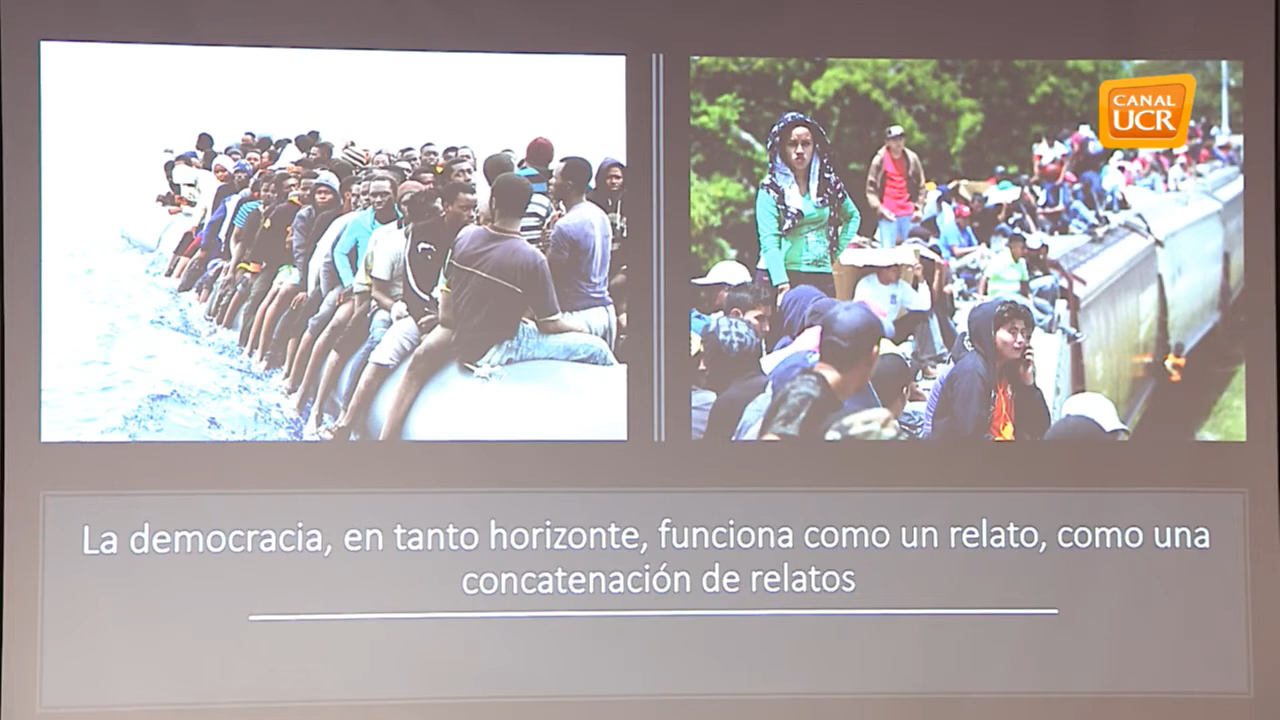 CANAL
UCR
La democracia, en tanto horizonte, funciona como un relato, como una
concatenación de relatos